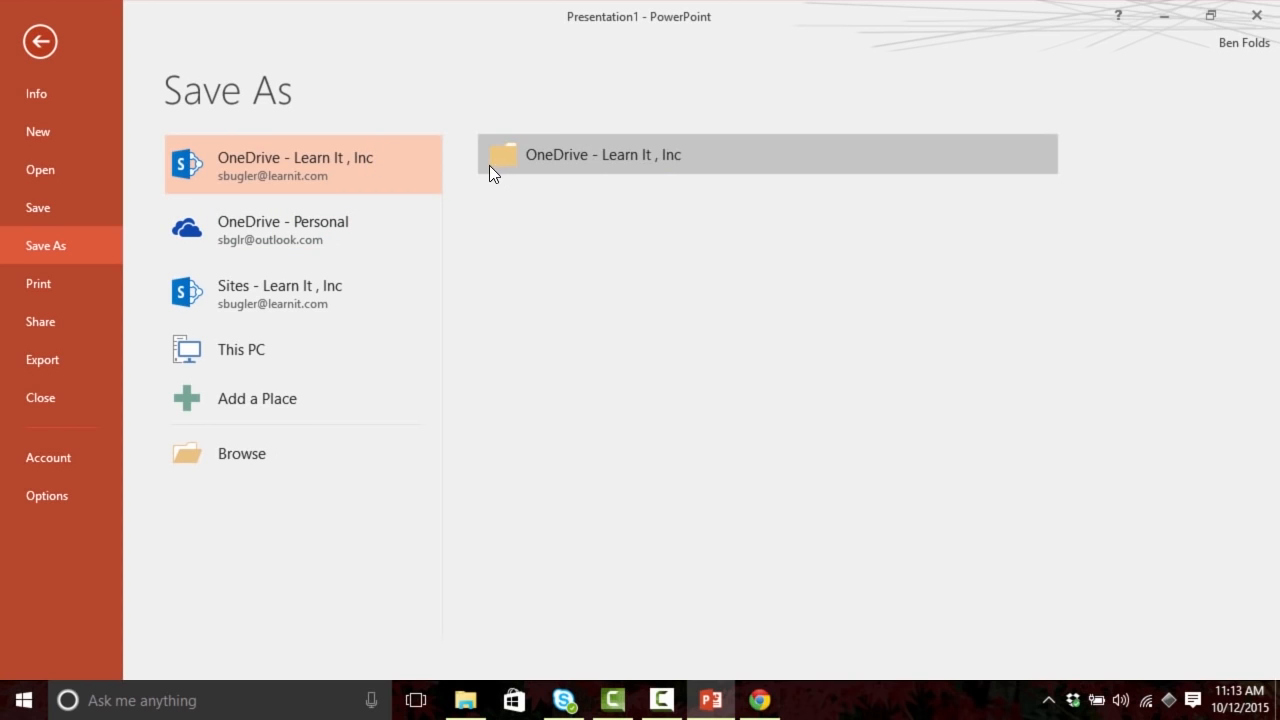 Presentation1 - PowerPoint
?
Ben Folds
Info
New
Open
Save
Save As
Print
Share
Export
Close
Account
Options
Save As
OneDrive - Learn It , Inc
sbugler@learnit.com
OneDrive - Personal
sbglr@outlook.com
Sites - Learn It , Inc
sbugler@learnit.com
This PC
Add a Place
Browse
OneDrive - Learn It , Inc
Ask me anything
11:13 AM
10/12/2015